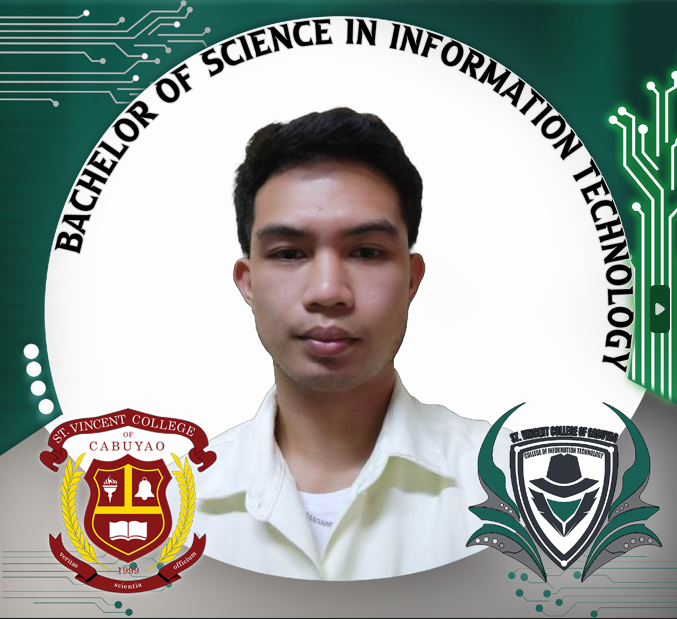 BACHELOR OF SCIENCE IN INFORMATION TECHNOLOGY
ST. VINCENT COLLEGE
OF
CABUYAO
1999
veritas
scientia
officium
ST. VINCENT COLLEGE OF CABUYAO
COLLEGE OF INFORMATION TECHNOLOGY